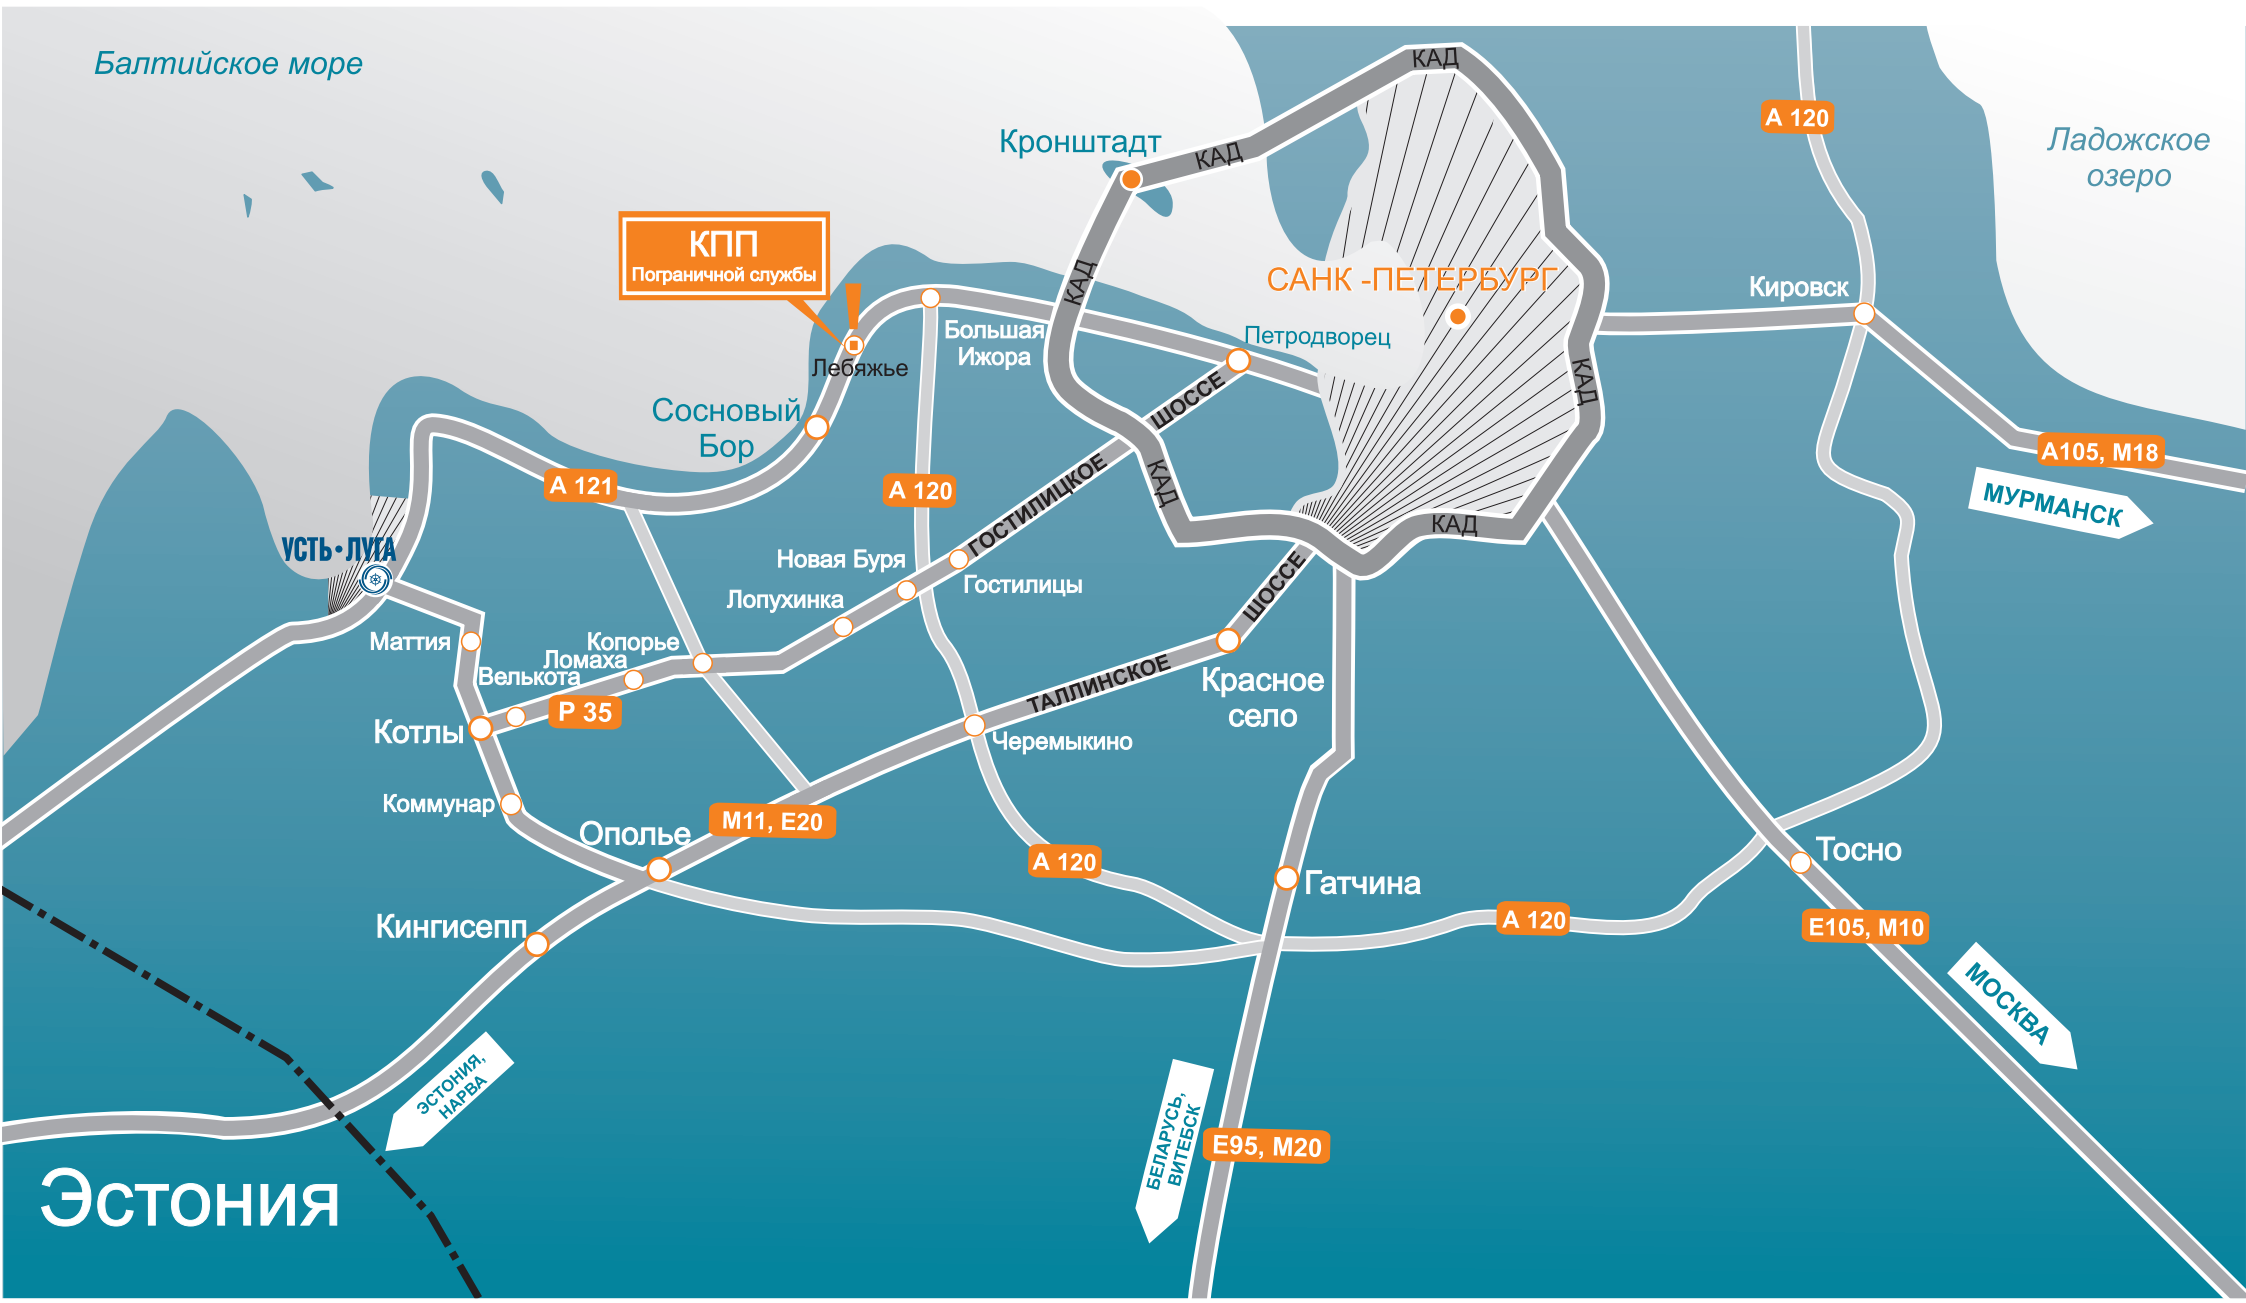 Балтийское море
КАД
А 120
Ладожское
озеро
Кронштадт
КАД
КПП
Пограничной службы
КАД
САНК -ПЕТЕРБУРГ
Кировск
Большая
Ижора
Петродворец
Лебяжье
КАД
ШОССЕ
Сосновый
Бор
А105, М18
МУРМАНСК
А 121
А 120
КАД
ГОСТИЛИЦКОЕ
КАД
УСТЬ•ЛУГА
Новая Буря
Гостилицы
ШОССЕ
Лопухинка
Маттия
Копорье
Ломаха
Велькота
ТАЛЛИНСКОЕ
Красное
село
Р 35
Котлы
Черемыкино
Коммунар
Ополье
М11, Е20
А 120
Тосно
Гатчина
Кингисепп
А 120
Е105, М10
МОСКВА
ЭСТОНИЯ,
НАРВА
БЕЛАРУСЬ,
ВИТЕБСК
Е95, М20
Эстония